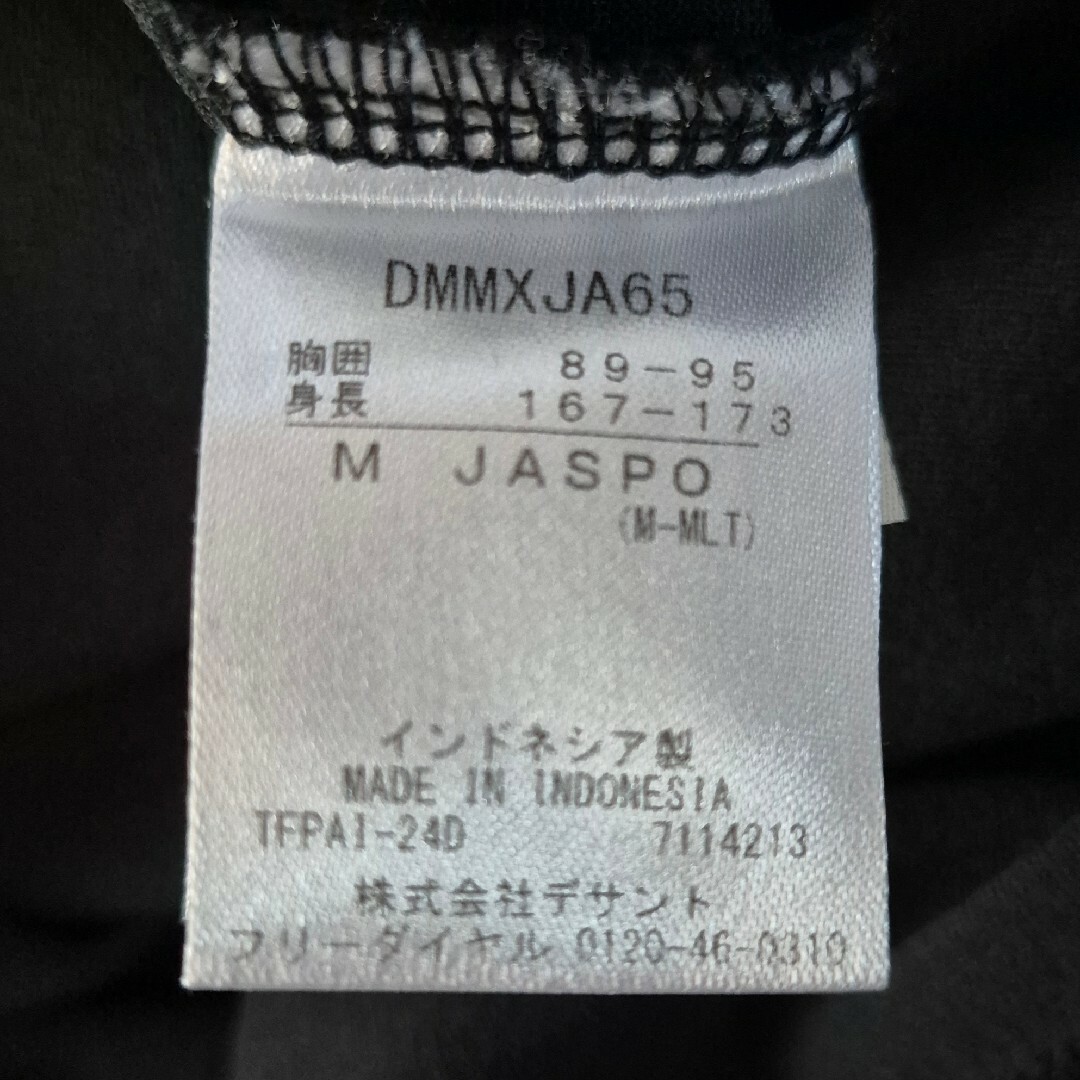 DMMXJA65
胸囲 89-95
身長 167-173
M JASPO
(M-MLT)
インドネシア製
MADE IN INDONESIA
TFPAI-24D 7114213
株式会社デサント
フリーダイヤル 0120-46-0310